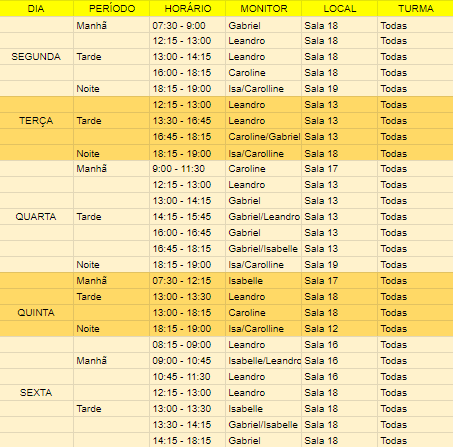 DIA PERÍODO HORÁRIO MONITOR LOCAL TURMA
Manhã 07:30 - 9:00 Gabriel Sala 18 Todas
12:15 - 13:00 Leandro Sala 18 Todas
SEGUNDA Tarde 13:00 - 14:15 Leandro Sala 18 Todas
16:00 - 18:15 Caroline Sala 18 Todas
Noite 18:15 - 19:00 Isa/Carolline Sala 19 Todas
12:15 - 13:00 Leandro Sala 13 Todas
TERÇA Tarde 13:30 - 16:45 Leandro Sala 13 Todas
16:45 - 18:15 Caroline/Gabriel Sala 13 Todas
Noite 18:15 - 19:00 Isa/Carolline Sala 18 Todas
Manhã 9:00 - 11:30 Caroline Sala 17 Todas
12:15 - 13:00 Leandro Sala 13 Todas
13:00 - 14:15 Gabriel Sala 13 Todas
QUARTA Tarde 14:15 - 15:45 Gabriel/Leandro Sala 13 Todas
16:00 - 16:45 Gabriel Sala 13 Todas
16:45 - 18:15 Gabriel/Isabelle Sala 13 Todas
Noite 18:15 - 19:00 Isa/Carolline Sala 19 Todas
Manhã 07:30 - 12:15 Isabelle Sala 17 Todas
Tarde 13:00 - 13:30 Leandro Sala 18 Todas
QUINTA 13:00 - 18:15 Caroline Sala 18 Todas
Noite 18:15 - 19:00 Isa/Carolline Sala 12 Todas
08:15 - 09:00 Leandro Sala 16 Todas
Manhã 09:00 - 10:45 Isabelle/Leandro Sala 16 Todas
10:45 - 11:30 Leandro Sala 16 Todas
SEXTA 12:15 - 13:00 Leandro Sala 18 Todas
Tarde 13:00 - 13:30 Isabelle Sala 18 Todas
13:30 - 14:15 Gabriel/Isabelle Sala 18 Todas
14:15 - 18:15 Gabriel Sala 18 Todas